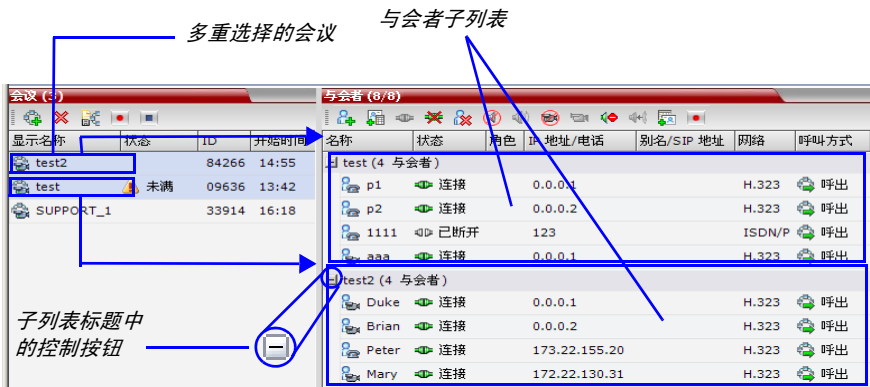 多重选择的会议
与会者子列表
会议 (3)
显示名称 状态 ID 开始时间
test2 84266 14:55
test 未满 09636 13:42
SUPPORT_1 33914 16:18
与会者 (8/8)
名称 状态 角色 IP 地址/电话 别名/SIP 地址 网络 呼叫方式
test (4 与会者)
p1 连接 0.0.0.1 H.323 呼出
p2 连接 0.0.0.2 H.323 呼出
1111 已断开 123 ISDN/P 呼出
aaa 连接 0.0.0.1 H.323 呼出
test2 (4 与会者)
Duke 连接 0.0.0.1 H.323 呼出
Brian 连接 0.0.0.2 H.323 呼出
Peter 连接 173.22.155.20 H.323 呼出
Mary 连接 172.22.130.31 H.323 呼出
子列表标题中
的控制按钮